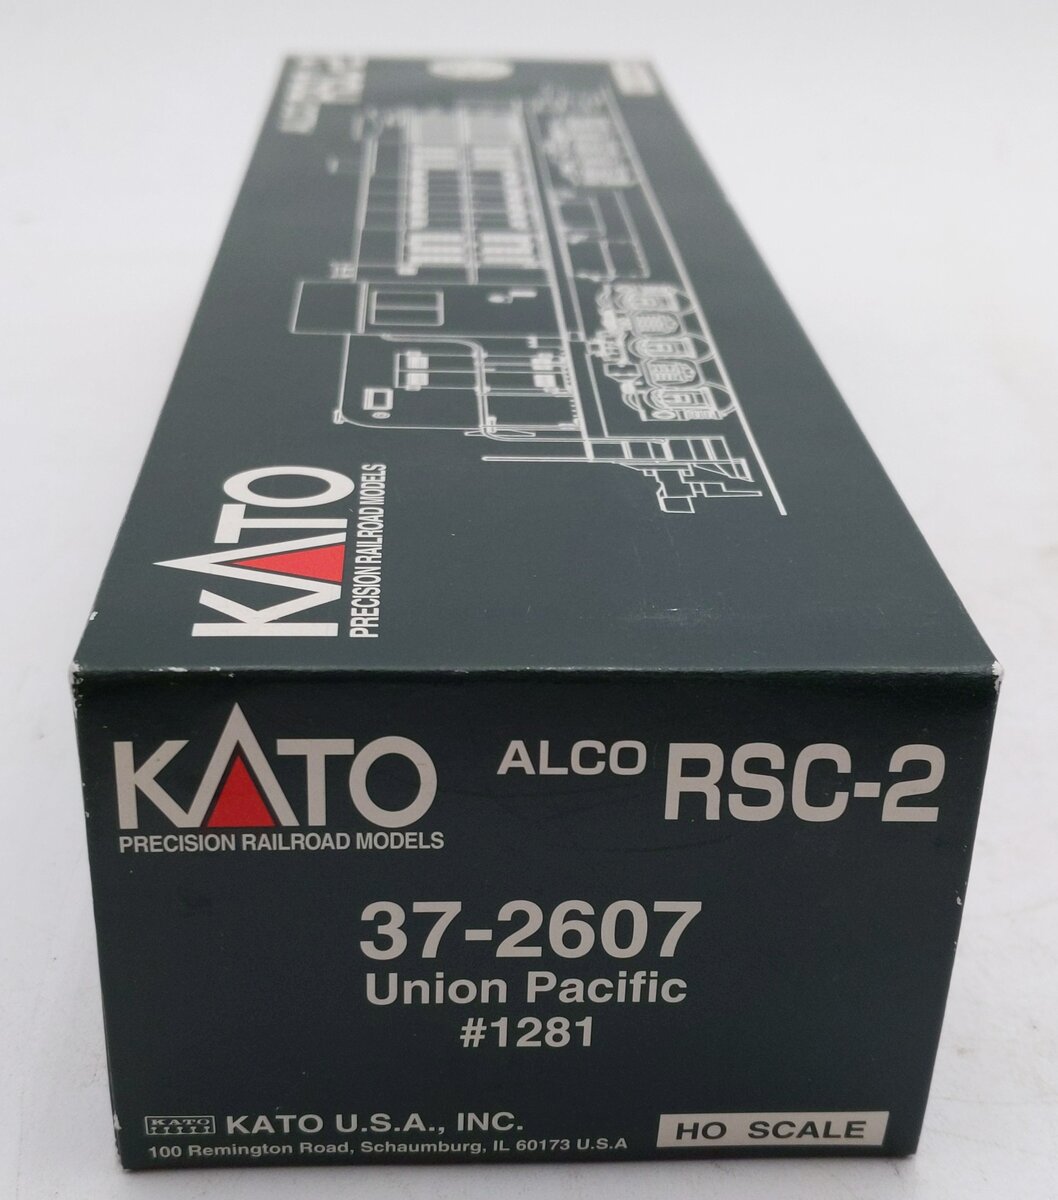 KATO
PRECISION RAILROAD MODELS
KATO
PRECISION RAILROAD MODELS
ALCO RSC-2
37-2607
Union Pacific
#1281
KATO
KATO U.S.A., INC.
100 Remington Road, Schaumburg, IL 60173 U.S.A
HO SCALE